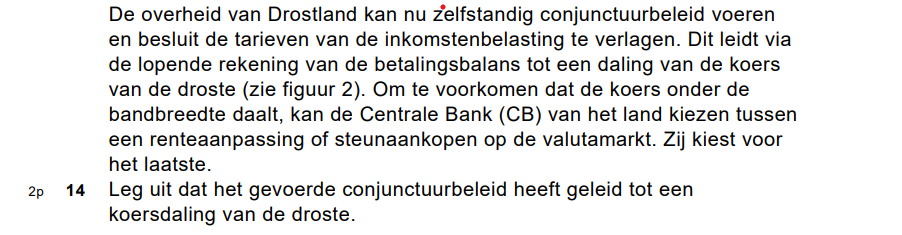 De overheid van Drostland kan nu zelfstandig conjunctuurbeleid voeren
en besluit de tarieven van de inkomstenbelasting te verlagen. Dit leidt via
de lopende rekening van de betalingsbalans tot een daling van de koers
van de droste (zie figuur 2). Om te voorkomen dat de koers onder de
bandbreedte daalt, kan de Centrale Bank (CB) van het land kiezen tussen
een renteaanpassing of steunaankopen op de valutamarkt. Zij kiest voor
het laatste.
2p 14 Leg uit dat het gevoerde conjunctuurbeleid heeft geleid tot een
koersdaling van de droste.